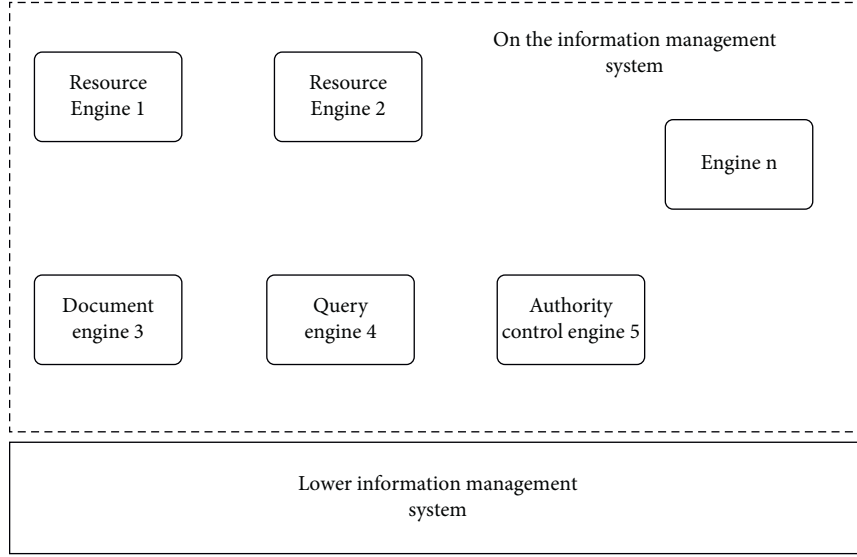 Resource
Engine 1
Resource
Engine 2
On the information management
system
Engine n
Document
engine 3
Query
engine 4
Authority
control engine 5
Lower information management
system